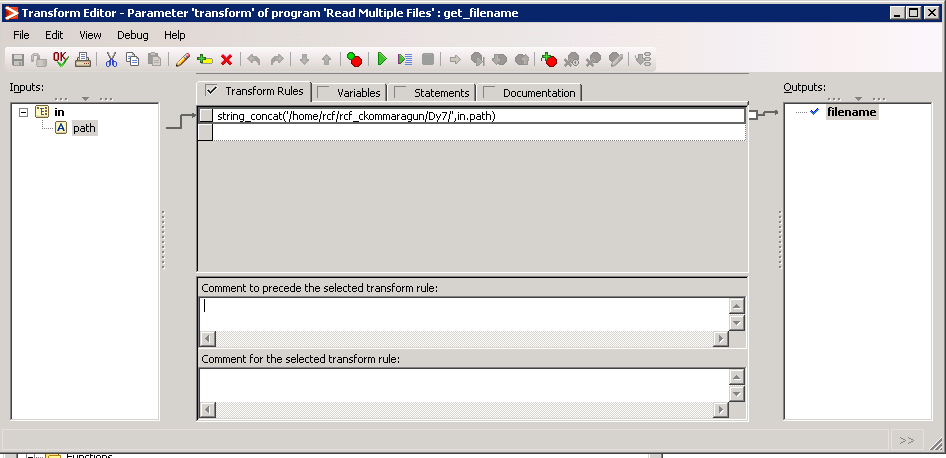 Transform Editor - Parameter 'transform' of program 'Read Multiple Files' : get_filename
File Edit View Debug Help
Inputs:
in
path
Transform Rules Variables Statements Documentation
string_concat('/home/rcf/rcf_ckommaragun/Dy7/',in.path)
Comment to precede the selected transform rule:
Comment for the selected transform rule:
Outputs:
filename
>>
Functions